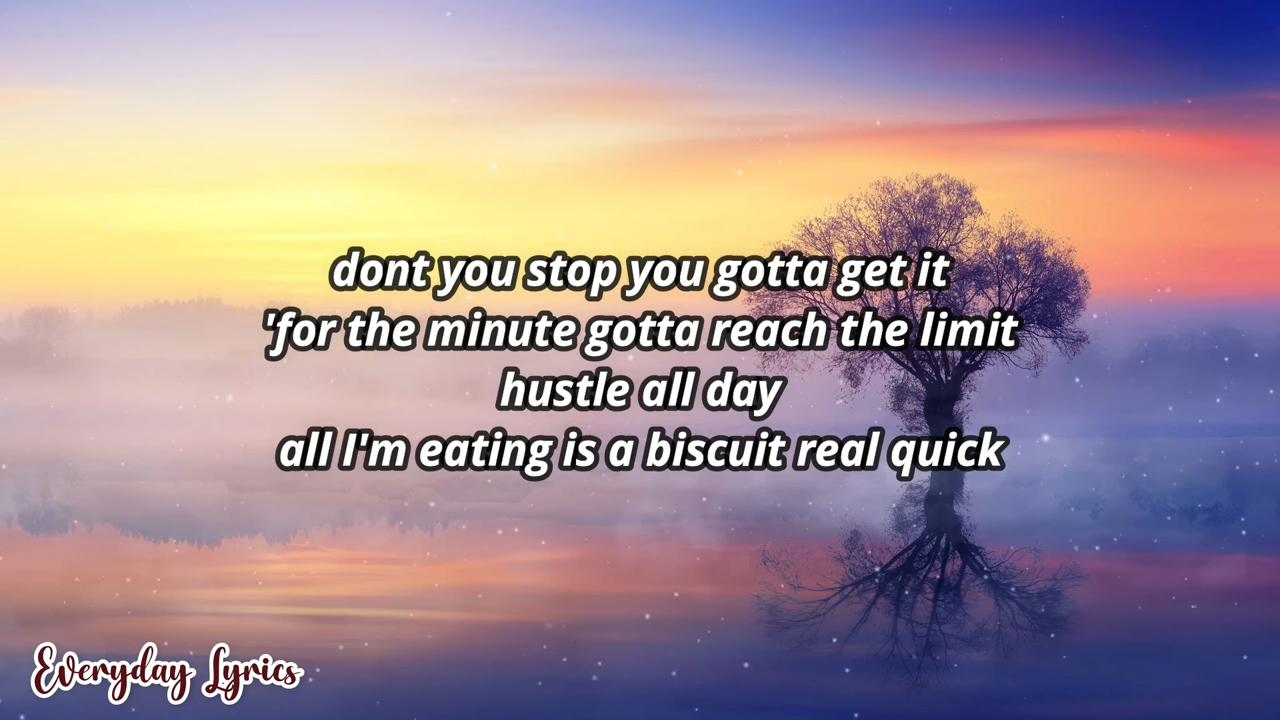 dont you stop you gotta get it
'for the minute gotta reach the limit
hustle all day
all I'm eating is a biscuit real quick
Everyday Lyrics